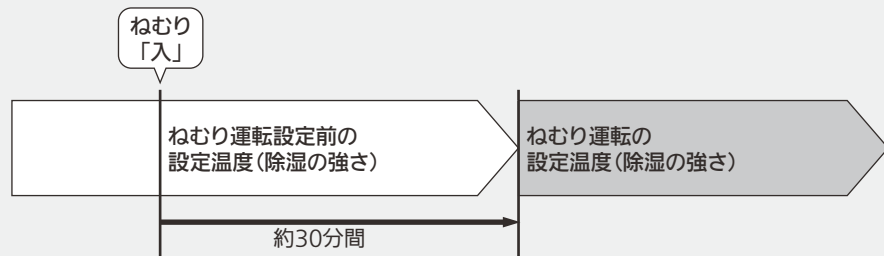 ねむり
「入」
ねむり運転設定前の
設定温度(除湿の強さ)
ねむり運転の
設定温度(除湿の強さ)
約30分間